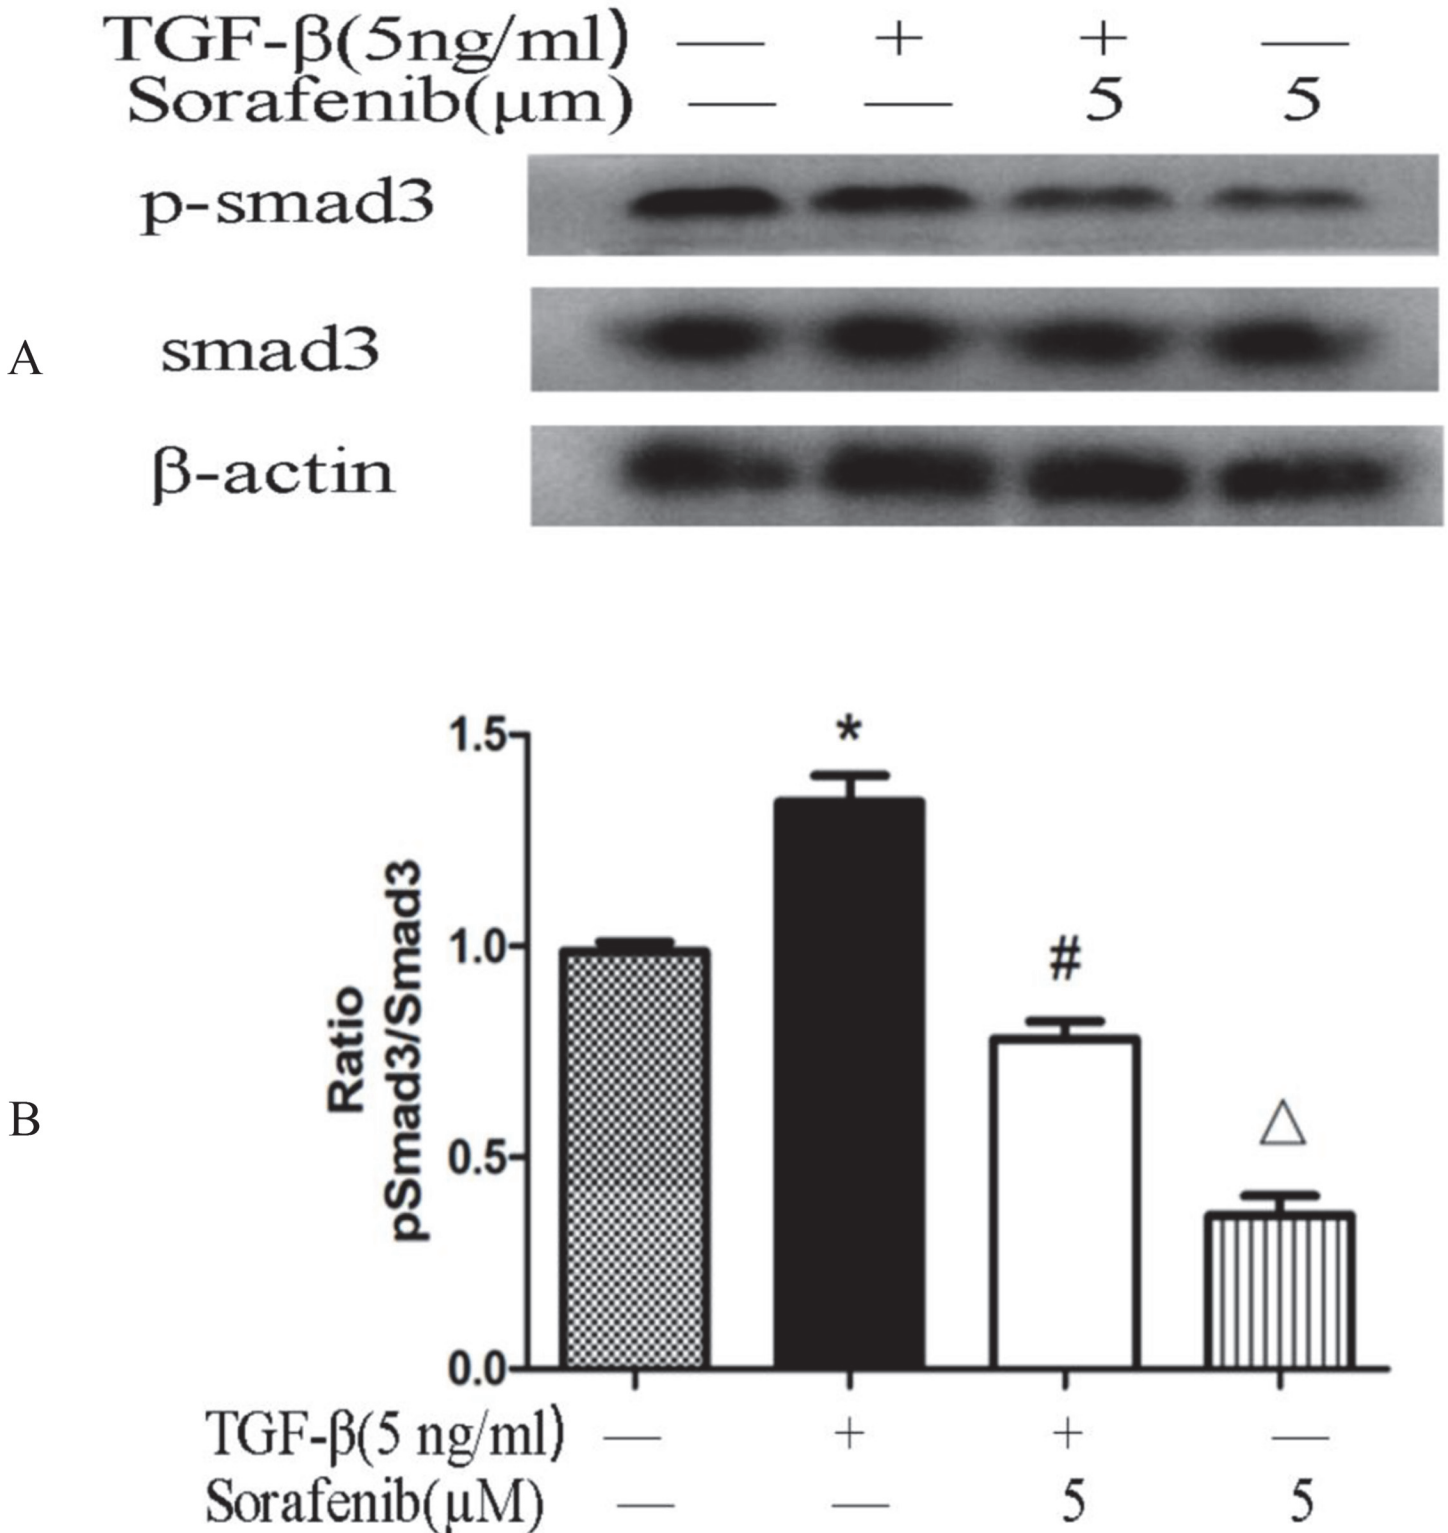 TGF-β(5ng/ml) — + + —
Sorafenib(μm) — — 5 5
p-smad3
smad3
A
β-actin
*
1.5
#
1.0
Ratio
pSmad3/Smad3
△
B
0.5
0.0
TGF-β(5 ng/ml) — + + —
Sorafenib(μM) — — 5 5